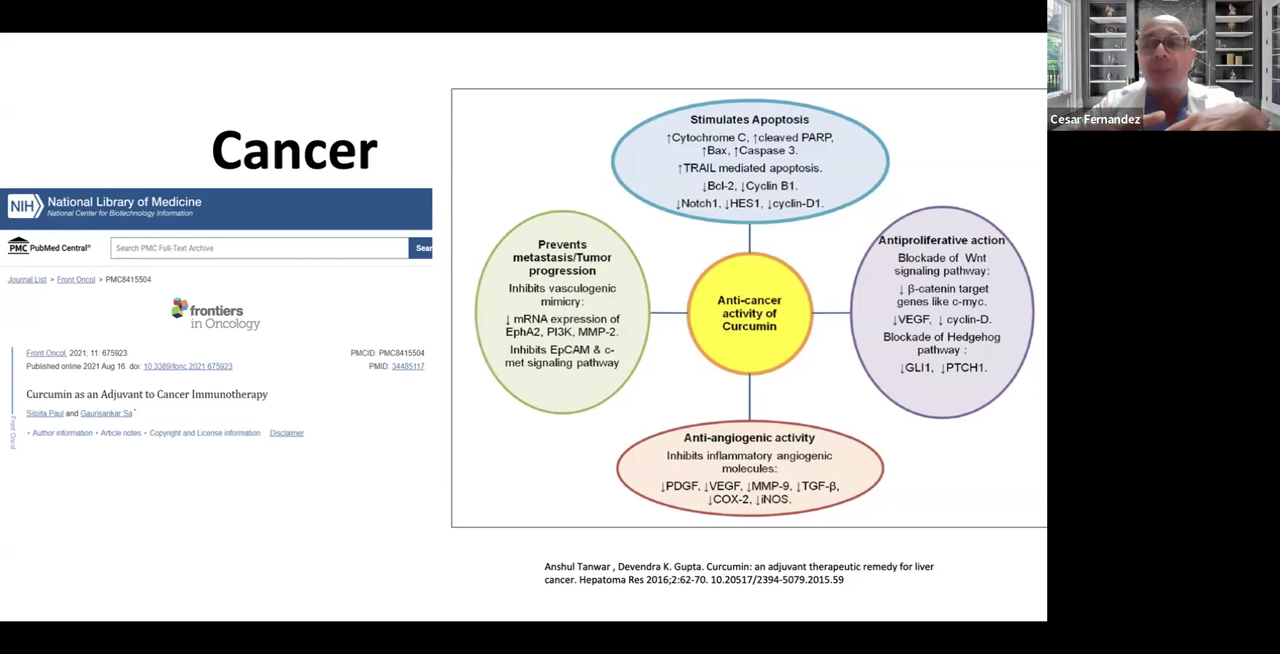 Cancer
NIH
National Library of Medicine
National Center for Biotechnology Information
PMC PubMed Central®
Search PMC Full-Text Archive
Sear
Journal List > Front Oncol > PMC8415504
frontiers
in Oncology
Front Oncol. 2021; 11: 675923
PMCID: PMC8415504
Published online 2021 Aug 16. doi: 10.3389/fonc.2021.675923
PMID: 34485117
Curcumin as an Adjuvant to Cancer Immunotherapy
Silpita Paul and Gaurisankar Sa *
• Author information • Article notes • Copyright and License information Disclaimer
Front Oncol
Stimulates Apoptosis
↑Cytochrome C, ↑cleaved PARP,
↑Bax, ↑Caspase 3.
↑TRAIL mediated apoptosis.
↓Bcl-2, ↓Cyclin B1.
↓Notch1, ↓HES1, ↓cyclin-D1.
Prevents
metastasis/Tumor
progression
Inhibits vasculogenic
mimicry:
↓ mRNA expression of
EphA2, PI3K, MMP-2.
Inhibits EpCAM & c-
met signaling pathway
Anti-cancer
activity of
Curcumin
Antiproliferative action
Blockade of Wnt
signaling pathway:
↓ β-catenin target
genes like c-myc.
↓VEGF, ↓ cyclin-D.
Blockade of Hedgehog
pathway :
↓GLI1, ↓PTCH1.
Anti-angiogenic activity
Inhibits inflammatory angiogenic
molecules:
↓PDGF, ↓VEGF, ↓MMP-9, ↓TGF-β,
↓COX-2, ↓iNOS.
Anshul Tanwar , Devendra K. Gupta. Curcumin: an adjuvant therapeutic remedy for liver
cancer. Hepatoma Res 2016;2:62-70. 10.20517/2394-5079.2015.59
Cesar Fernandez